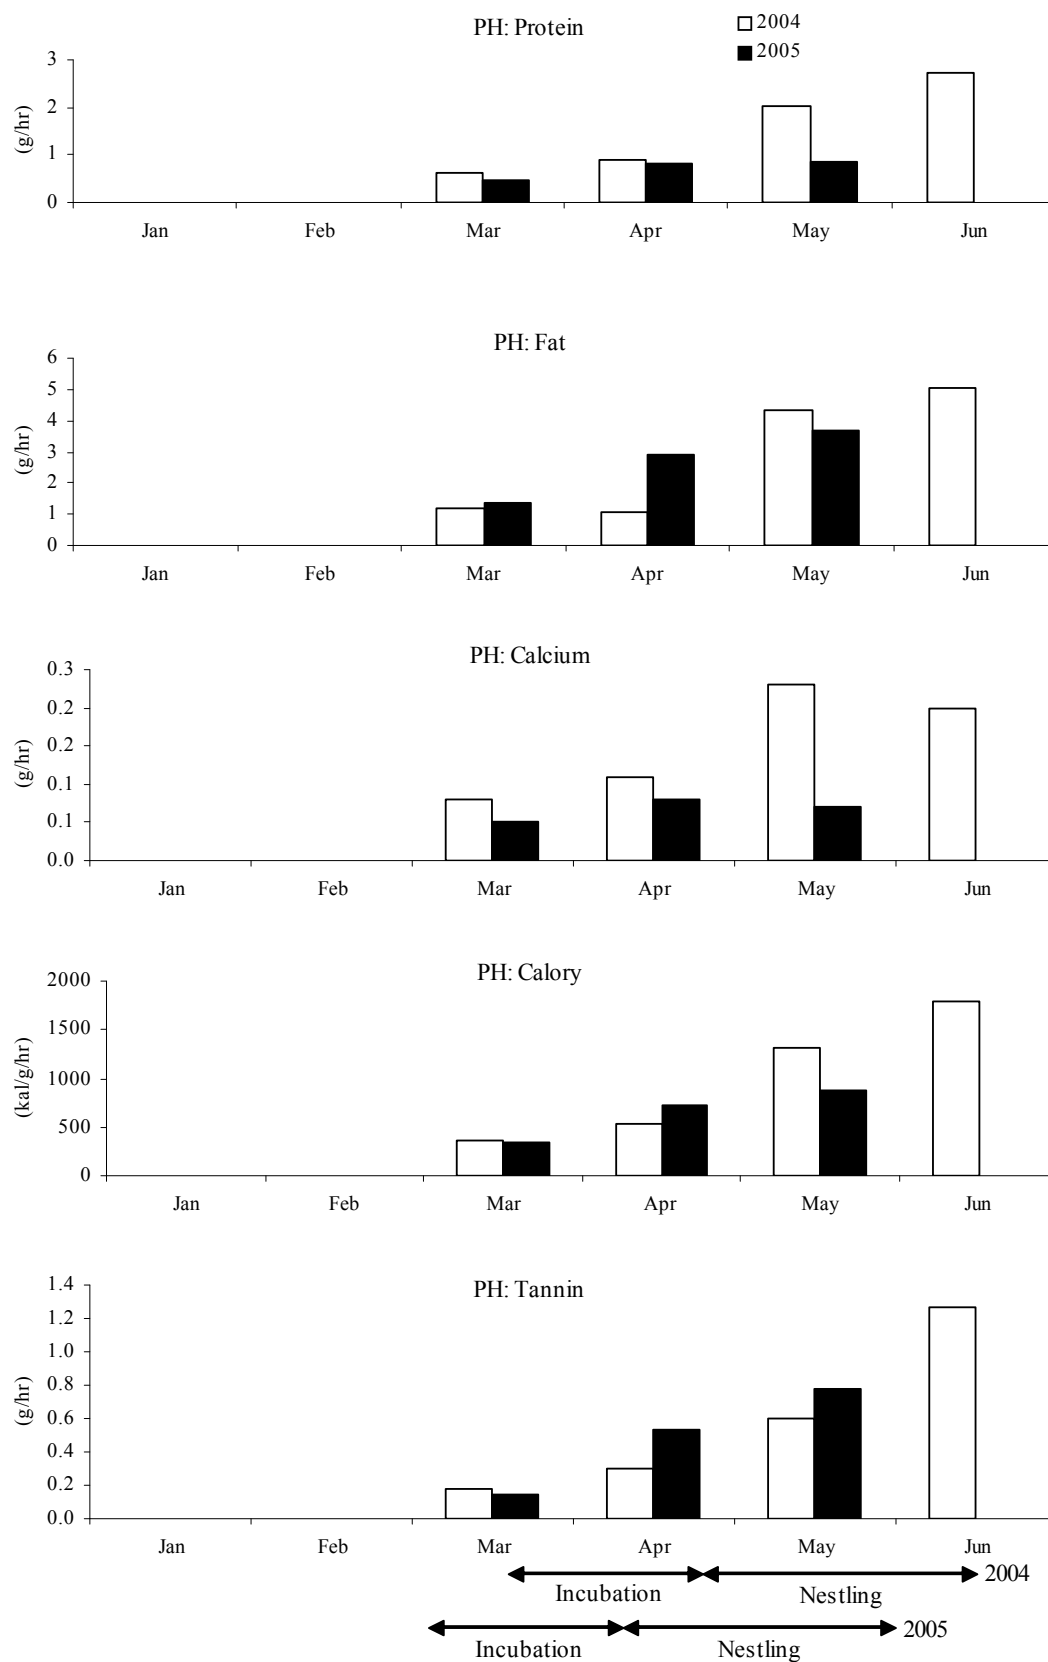 PH: Protein
2004
2005
3
2
1
0
(g/hr)
Jan Feb Mar Apr May Jun
PH: Fat
6
5
4
3
2
1
0
(g/hr)
Jan Feb Mar Apr May Jun
PH: Calcium
0.3
0.2
0.2
0.1
0.1
0.0
(g/hr)
Jan Feb Mar Apr May Jun
PH: Calory
2000
1500
1000
500
0
(kal/g/hr)
Jan Feb Mar Apr May Jun
PH: Tannin
1.4
1.2
1.0
0.8
0.6
0.4
0.2
0.0
(g/hr)
Jan Feb Mar Apr May Jun
2004
Incubation Nestling
2005
Incubation Nestling